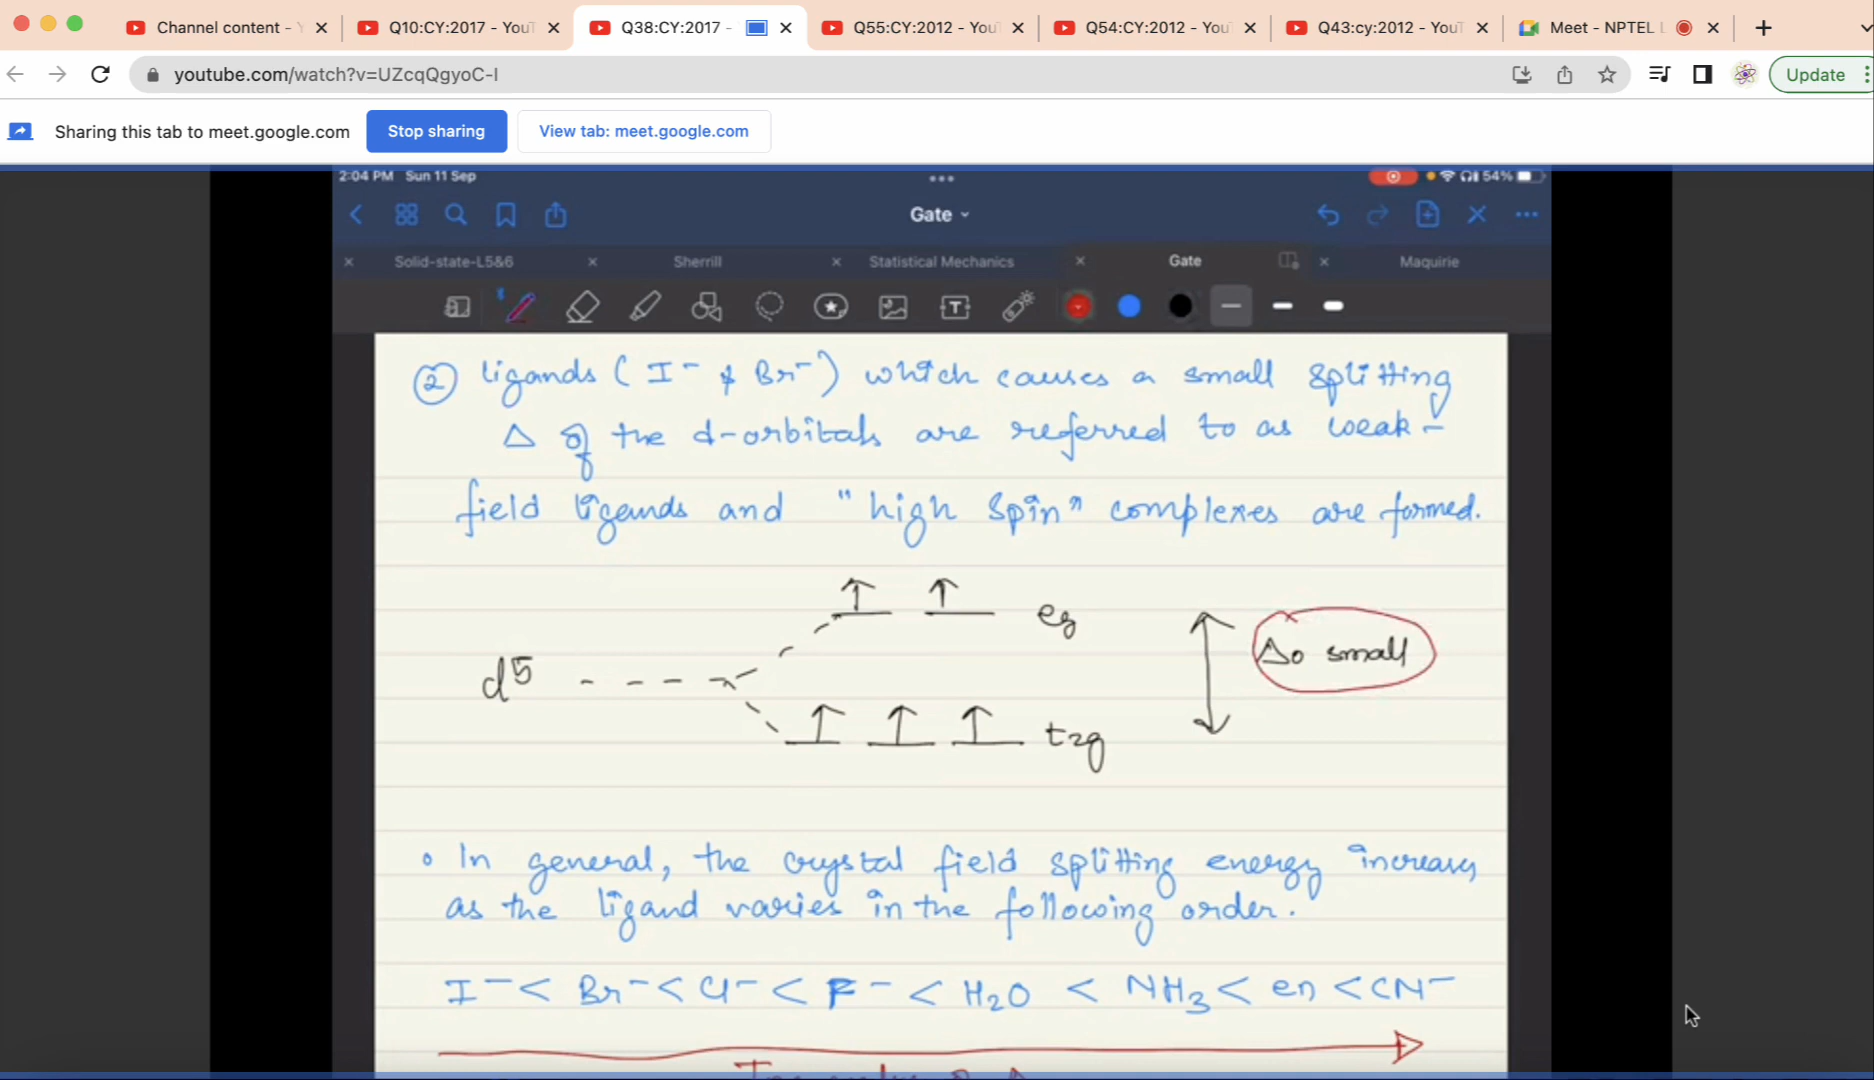 Channel content -
Q10:CY:2017 - YouT
Q38:CY:2017 -
Q55:CY:2012 - YouT
Q54:CY:2012 - YouT
Q43:cy:2012 - YouT
Meet - NPTEL L
youtube.com/watch?v=UZcqQgyoC-I
Update
Sharing this tab to meet.google.com
Stop sharing
View tab: meet.google.com
2:04 PM Sun 11 Sep
54%
Gate
Solid-state-L5&6
Sherrill
Statistical Mechanics
Gate
Maquirie
② ligands ( I⁻ & Br⁻ ) which causes a small splitting
Δ of the d-orbitals are referred to as weak-
field ligands and "high spin" complexes are formed.
eg
d5
Δo small
t2g
• In general, the crystal field splitting energy increases
as the ligand varies in the following order.
I⁻ < Br⁻ < Cl⁻ < F⁻ < H₂O < NH₃ < en < CN⁻